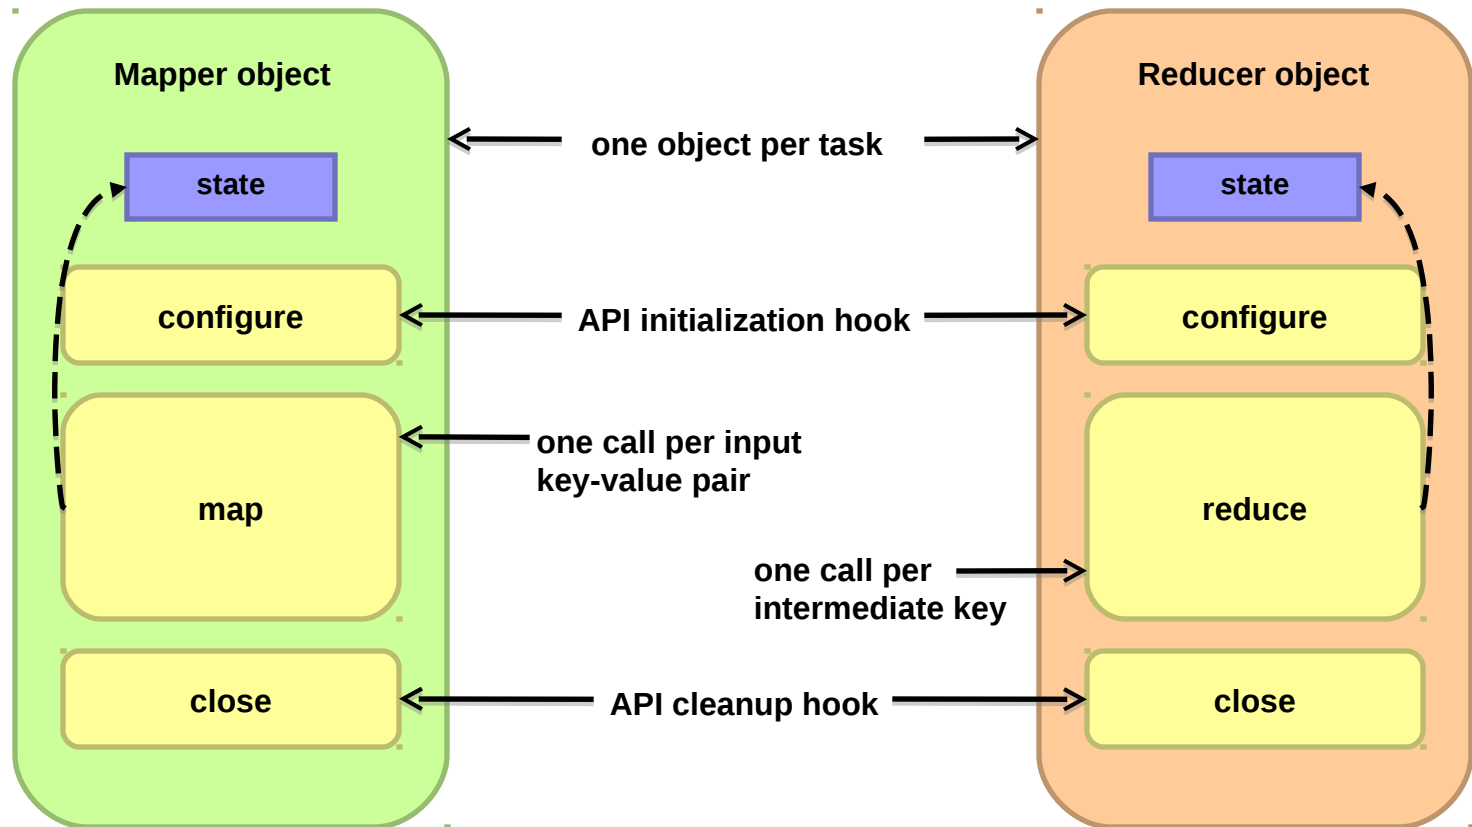 Mapper object
Reducer object
one object per task
state
state
configure
API initialization hook
configure
one call per input
key-value pair
map
reduce
one call per
intermediate key
close
API cleanup hook
close